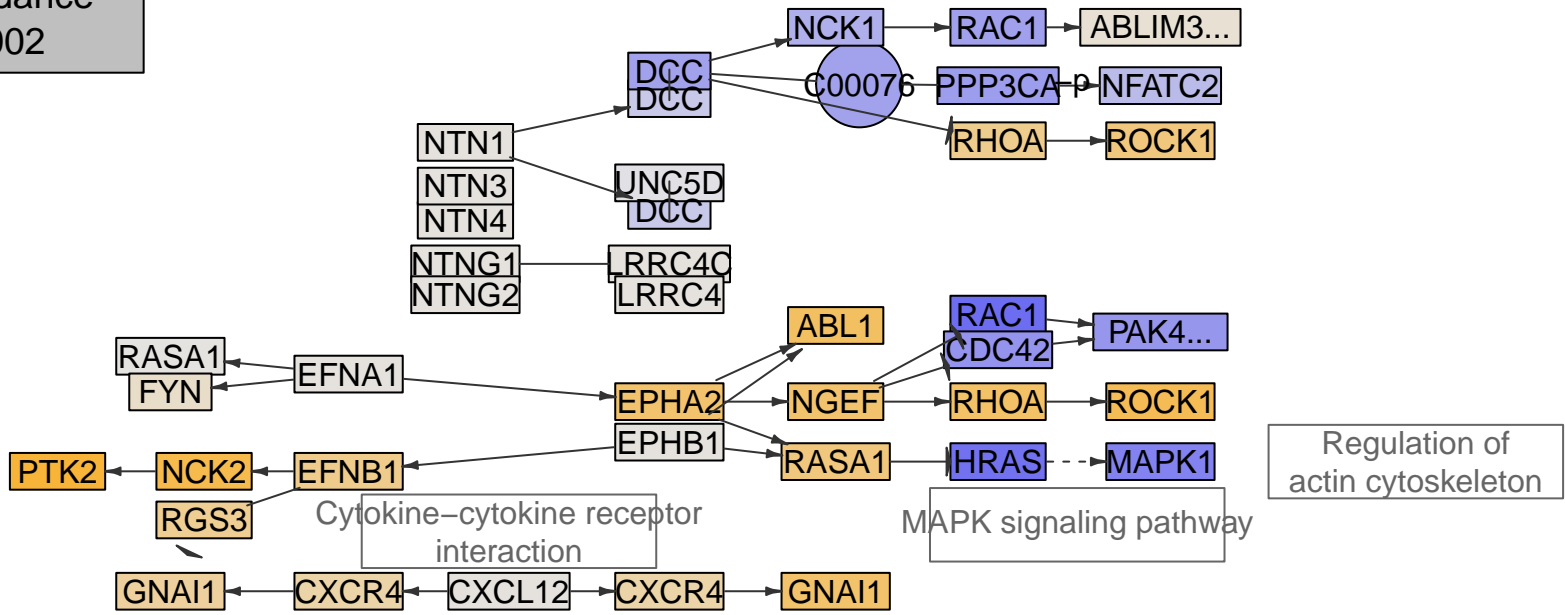 002
NCK1
RAC1
ABLIM3...
DCC
DCC
C00076
PPP3CA
+p
NFATC2
NTN1
RHOA
ROCK1
NTN3
UNC5D
NTN4
DCC
NTNG1
LRRC4C
NTNG2
LRRC4
RAC1
ABL1
PAK4...
RASA1
CDC42
EFNA1
FYN
EPHA2
NGEF
RHOA
ROCK1
EPHB1
PTK2
NCK2
EFNB1
RASA1
HRAS
MAPK1
Regulation of
actin cytoskeleton
RGS3
Cytokine−cytokine receptor
interaction
MAPK signaling pathway
GNAI1
CXCR4
CXCL12
CXCR4
GNAI1